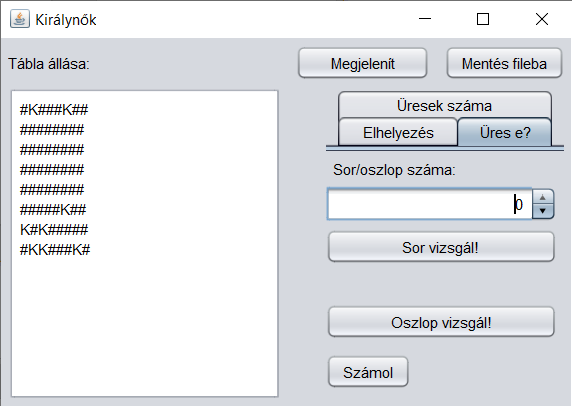 Királynők
Tábla állása:
Megjelenít
Mentés fileba
#K###K##
########
########
########
########
#####K##
K#K#####
#KK###K#
Üresek száma
Elhelyezés
Üres e?
Sor/oszlop száma:
0
Sor vizsgál!
Oszlop vizsgál!
Számol